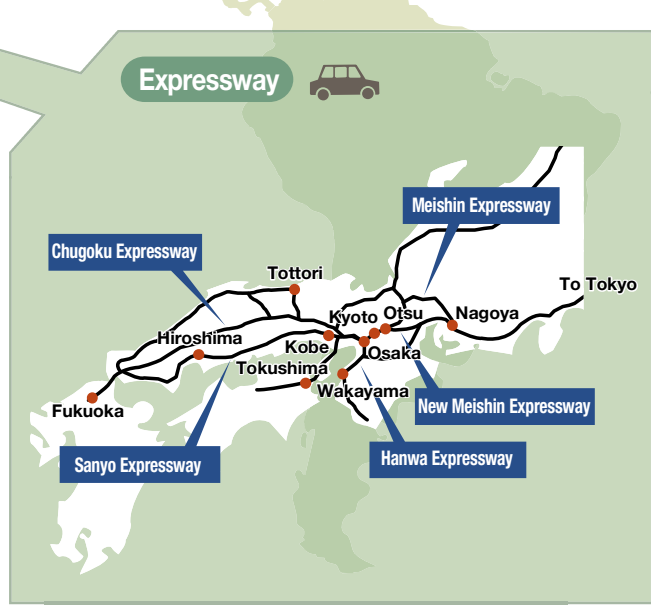 Expressway
Meishin Expressway
Chugoku Expressway
Tottori
To Tokyo
Kyoto
Otsu
Nagoya
Hiroshima
Kobe
Osaka
Tokushima
Wakayama
Fukuoka
New Meishin Expressway
Sanyo Expressway
Hanwa Expressway